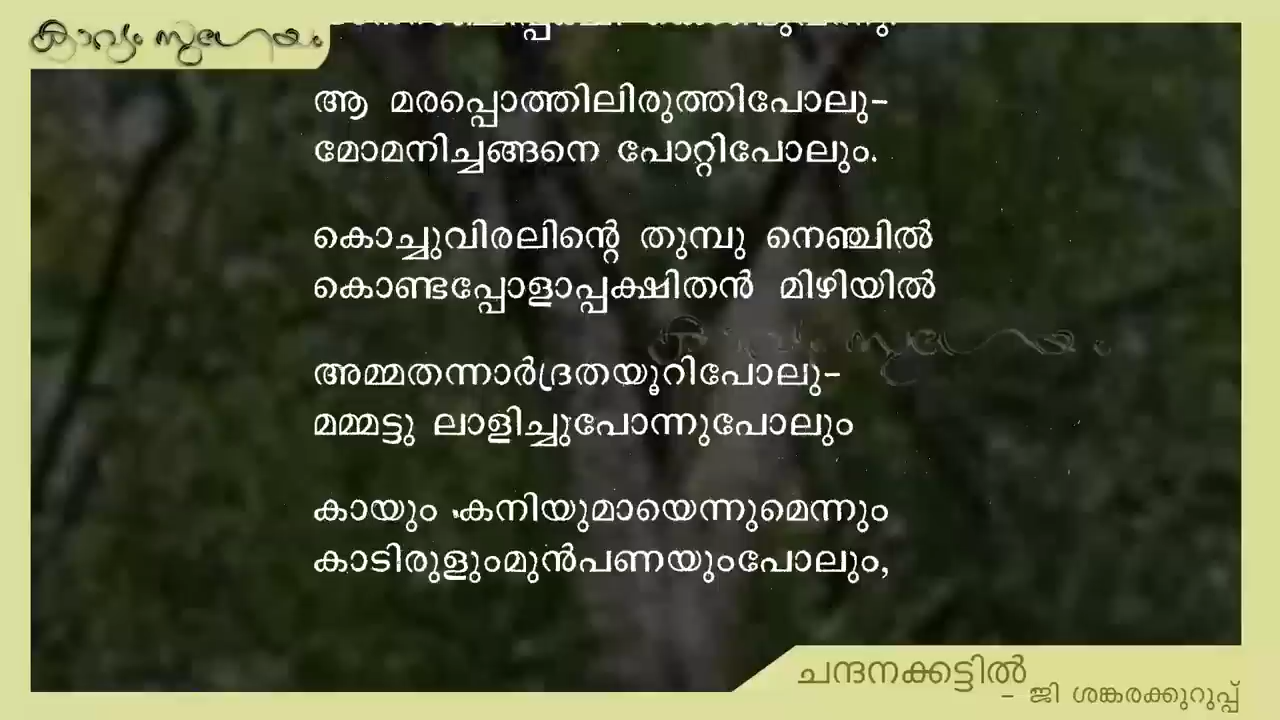 കാവ്യം സുഗേയം
ആ മരപ്പൊത്തിലിരുത്തിപോലു-
മോമനിച്ചങ്ങനെ പോറ്റിപോലും.
കൊച്ചുവിരലിന്റെ തുമ്പു നെഞ്ചിൽ
കൊണ്ടപ്പോളാപ്പക്ഷിതൻ മിഴിയിൽ
കാവ്യം സുഗേയം
അമ്മതന്നാർദ്രതയൂറിപോലു-
മമ്മട്ടു ലാളിച്ചുപോന്നുപോലും
കായും കനിയുമായെന്നുമെന്നും
കാടിരുളുംമുൻപണയുംപോലും,
ചന്ദനക്കട്ടിൽ
- ജി ശങ്കരക്കുറുപ്പ്